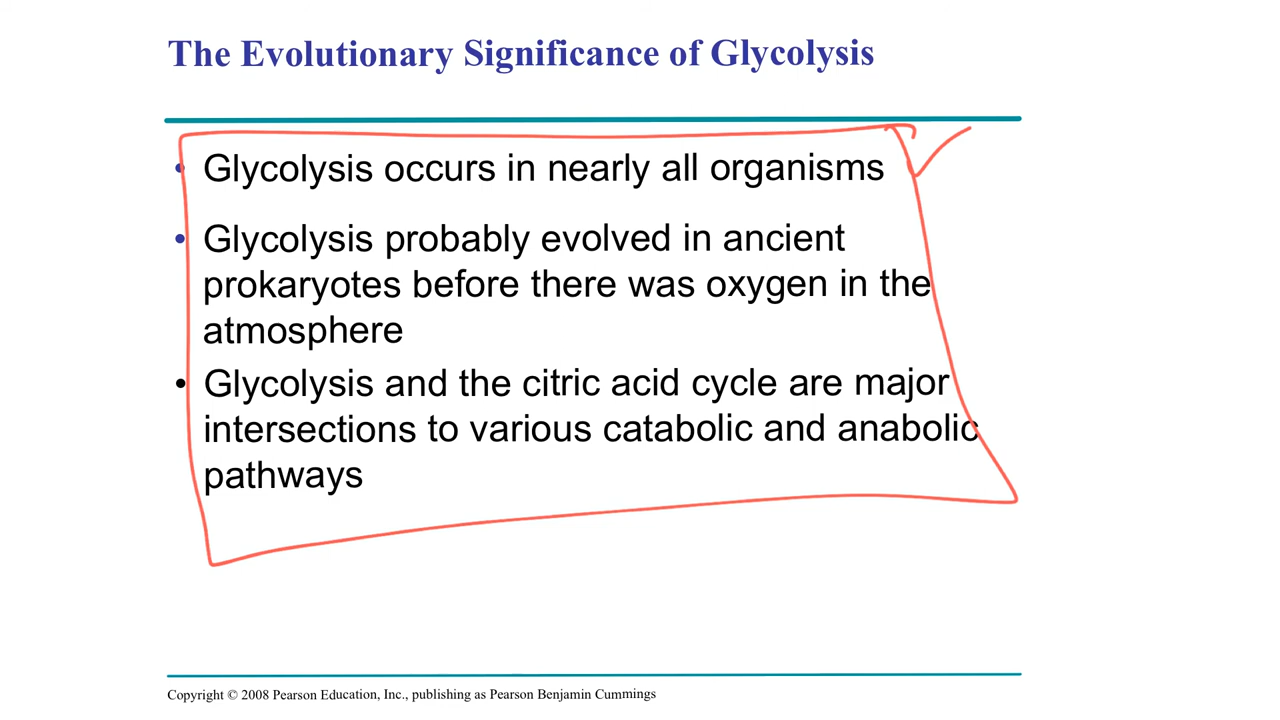 The Evolutionary Significance of Glycolysis
• Glycolysis occurs in nearly all organisms
• Glycolysis probably evolved in ancient
prokaryotes before there was oxygen in the
atmosphere
• Glycolysis and the citric acid cycle are major
intersections to various catabolic and anabolic
pathways
Copyright © 2008 Pearson Education, Inc., publishing as Pearson Benjamin Cummings